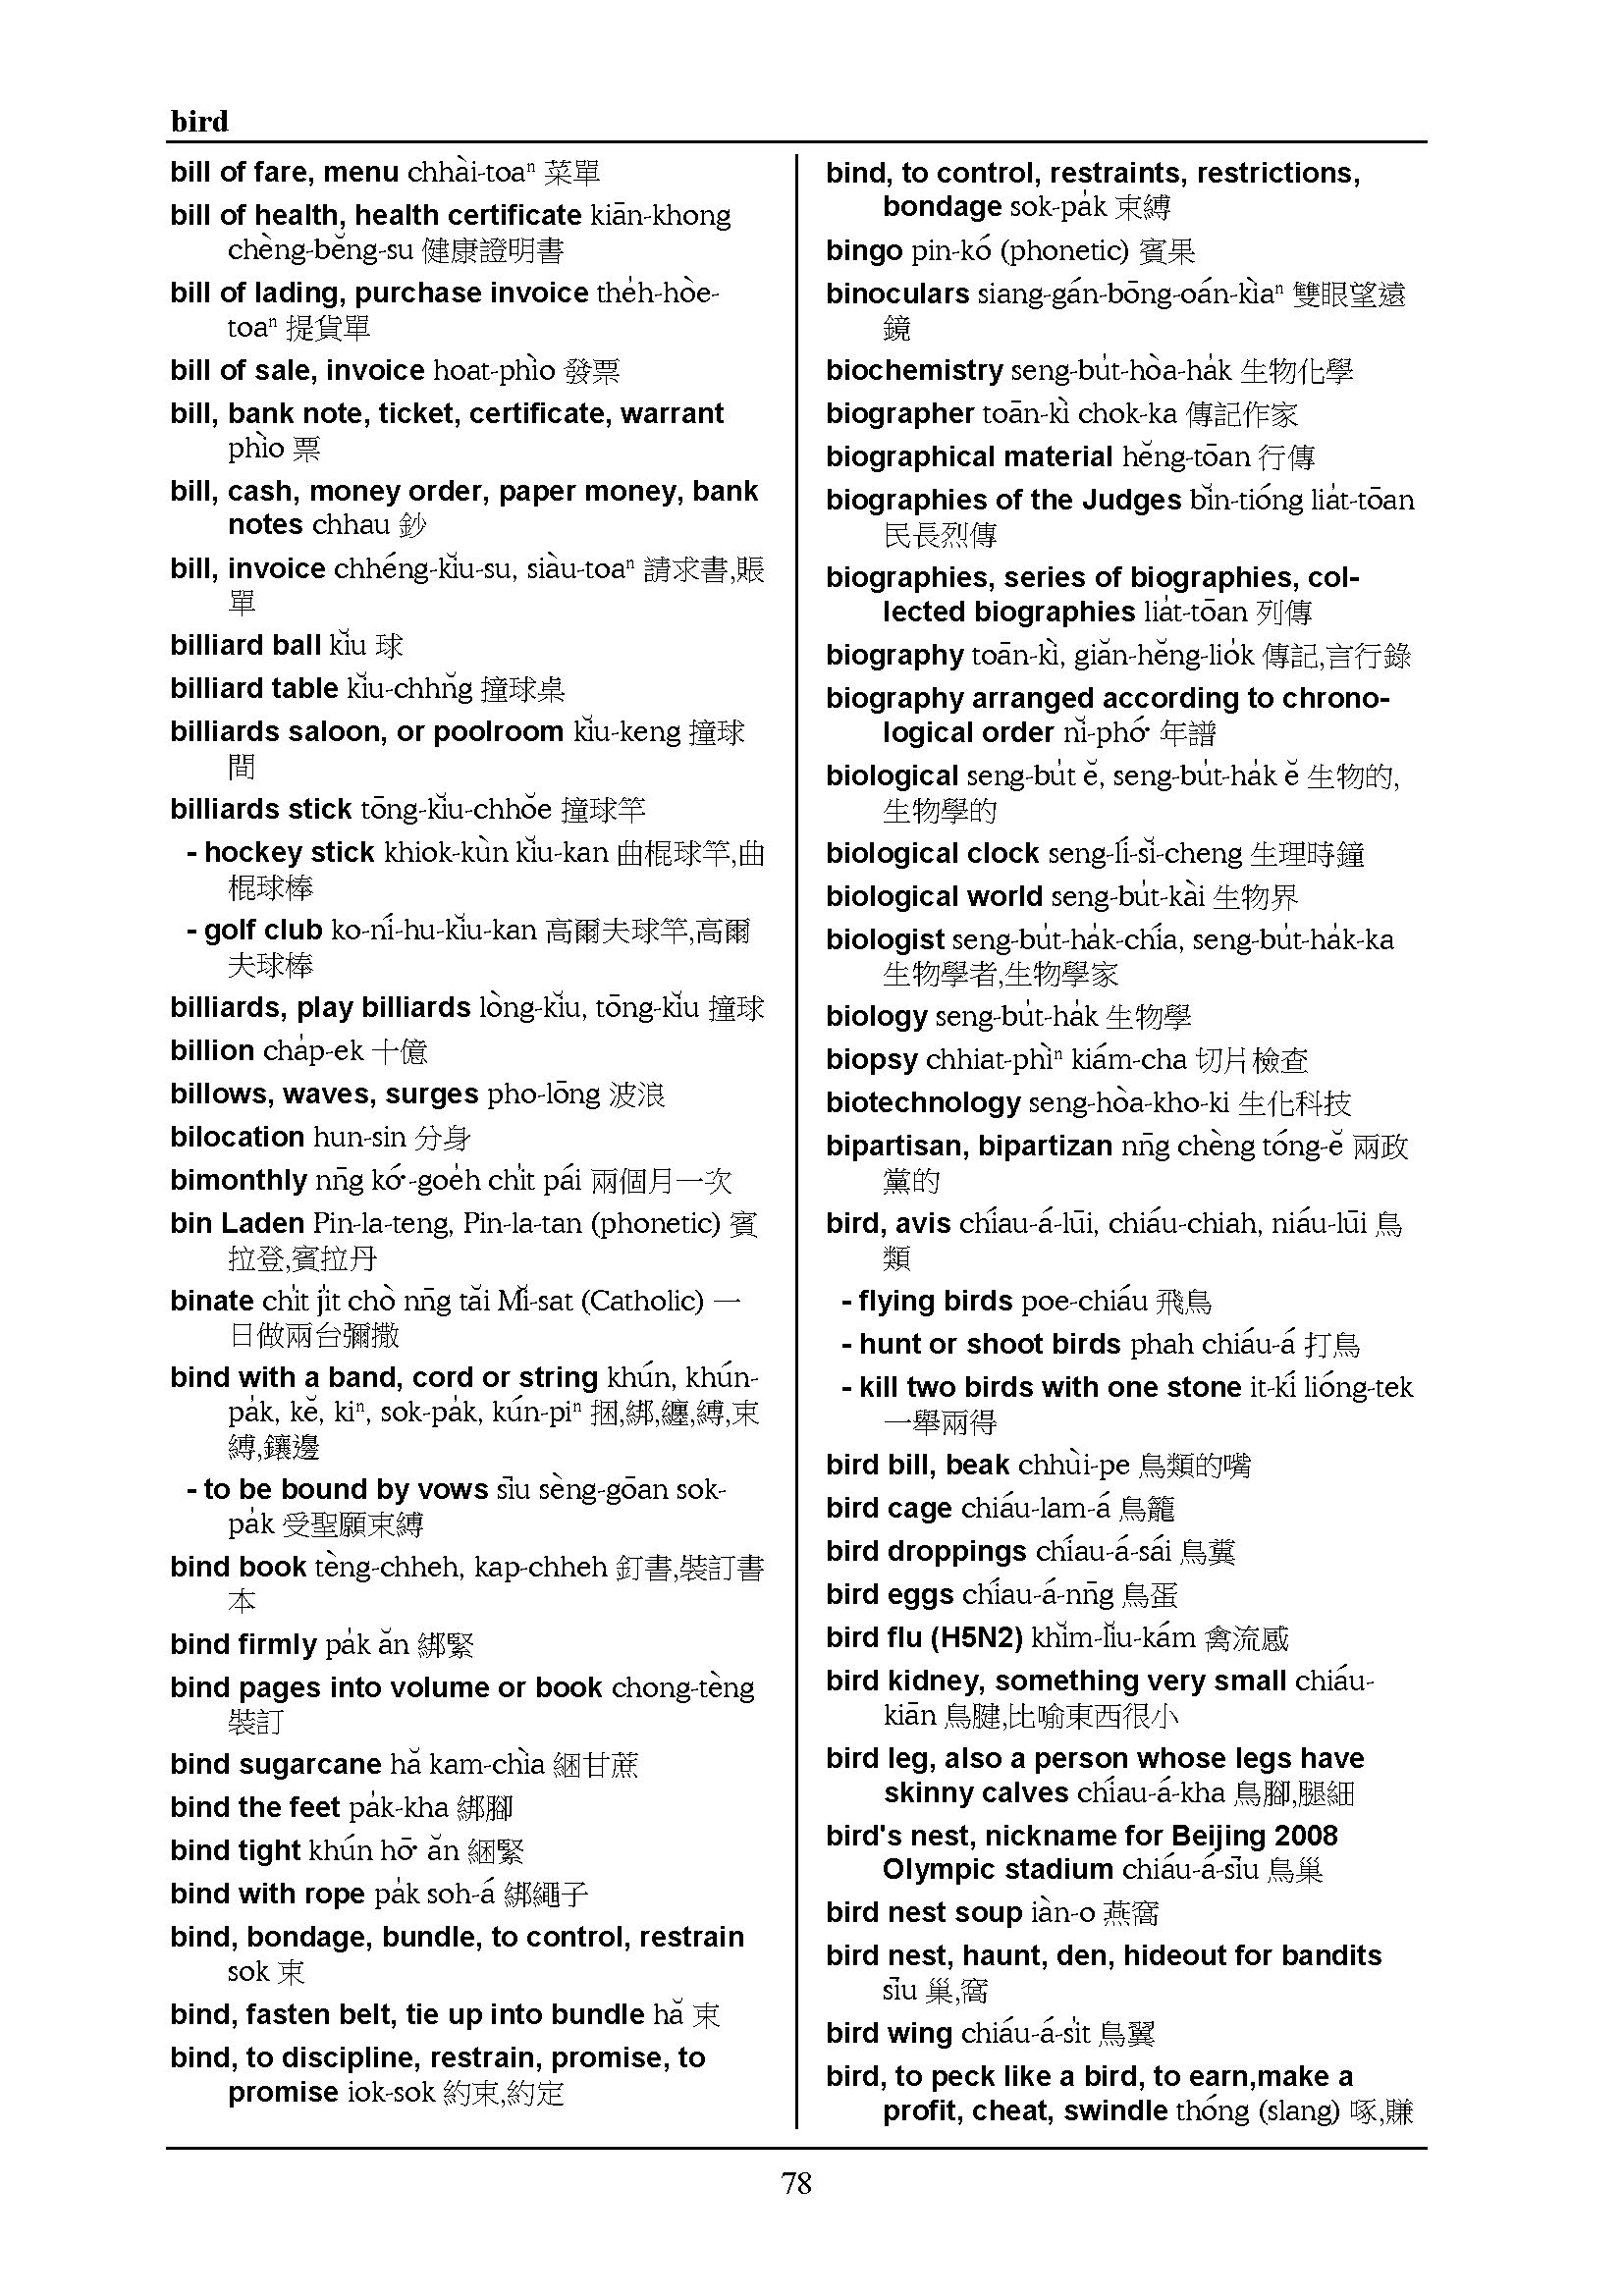 bird
bill of fare, menu chhài-toaⁿ 菜單
bill of health, health certificate kiān-khong
chèng-bĕng-su 健康證明書
bill of lading, purchase invoice the̍h-hòe-
toaⁿ 提貨單
bill of sale, invoice hoat-phìo 發票
bill, bank note, ticket, certificate, warrant
phìo 票
bill, cash, money order, paper money, bank
notes chhau 鈔
bill, invoice chhéng-kĭu-su, siàu-toaⁿ 請求書,賬
單
billiard ball kĭu 球
billiard table kĭu-chhn̆g 撞球桌
billiards saloon, or poolroom kĭu-keng 撞球
間
billiards stick tōng-kĭu-chhŏe 撞球竿
- hockey stick khiok-kùn kĭu-kan 曲棍球竿,曲
棍球棒
- golf club ko-ní-hu-kĭu-kan 高爾夫球竿,高爾
夫球棒
billiards, play billiards lòng-kĭu, tōng-kĭu 撞球
billion cha̍p-ek 十億
billows, waves, surges pho-lōng 波浪
bilocation hun-sin 分身
bimonthly nn̄g kó͘-goe̍h chi̍t pái 兩個月一次
bin Laden Pin-la-teng, Pin-la-tan (phonetic) 賓
拉登,賓拉丹
binate chi̍t ji̍t chò nn̄g tăi Mĭ-sat (Catholic) 一
日做兩台彌撒
bind with a band, cord or string khún, khún-
pa̍k, kĕ, kiⁿ, sok-pa̍k, kún-piⁿ 捆,綁,纏,縛,束
縛,鑲邊
- to be bound by vows sīu sèng-gōan sok-
pa̍k 受聖願束縛
bind book tèng-chheh, kap-chheh 釘書,裝訂書
本
bind firmly pa̍k ăn 綁緊
bind pages into volume or book chong-tèng
裝訂
bind sugarcane hă kam-chìa 綑甘蔗
bind the feet pa̍k-kha 綁腳
bind tight khún hō͘ ăn 綑緊
bind with rope pa̍k soh-á 綁繩子
bind, bondage, bundle, to control, restrain
sok 束
bind, fasten belt, tie up into bundle hă 束
bind, to discipline, restrain, promise, to
promise iok-sok 約束,約定
bind, to control, restraints, restrictions,
bondage sok-pa̍k 束縛
bingo pin-kó (phonetic) 賓果
binoculars siang-gán-bōng-oán-kìaⁿ 雙眼望遠
鏡
biochemistry seng-bu̍t-hòa-ha̍k 生物化學
biographer toān-kì chok-ka 傳記作家
biographical material hĕng-tōan 行傳
biographies of the Judges bĭn-tióng lia̍t-tōan
民長烈傳
biographies, series of biographies, col-
lected biographies lia̍t-tōan 列傳
biography toān-kì, giăn-hĕng-lio̍k 傳記,言行錄
biography arranged according to chrono-
logical order nĭ-phó͘ 年譜
biological seng-bu̍t ĕ, seng-bu̍t-ha̍k ĕ 生物的,
生物學的
biological clock seng-lí-sĭ-cheng 生理時鐘
biological world seng-bu̍t-kài 生物界
biologist seng-bu̍t-ha̍k-chía, seng-bu̍t-ha̍k-ka
生物學者,生物學家
biology seng-bu̍t-ha̍k 生物學
biopsy chhiat-phìⁿ kiám-cha 切片檢查
biotechnology seng-hòa-kho-ki 生化科技
bipartisan, bipartizan nn̄g chèng tóng-ĕ 兩政
黨的
bird, avis chíau-á-lūi, chiáu-chiah, niáu-lūi 鳥
類
- flying birds poe-chiáu 飛鳥
- hunt or shoot birds phah chiáu-á 打鳥
- kill two birds with one stone it-kí lióng-tek
一舉兩得
bird bill, beak chhùi-pe 鳥類的嘴
bird cage chiáu-lam-á 鳥籠
bird droppings chíau-á-sái 鳥糞
bird eggs chíau-á-nn̄g 鳥蛋
bird flu (H5N2) khĭm-lĭu-kám 禽流感
bird kidney, something very small chiáu-
kiān 鳥腱,比喻東西很小
bird leg, also a person whose legs have
skinny calves chíau-á-kha 鳥腳,腿細
bird's nest, nickname for Beijing 2008
Olympic stadium chiáu-á-sīu 鳥巢
bird nest soup iàn-o 燕窩
bird nest, haunt, den, hideout for bandits
sīu 巢,窩
bird wing chiáu-á-si̍t 鳥翼
bird, to peck like a bird, to earn,make a
profit, cheat, swindle thóng (slang) 啄,賺
78